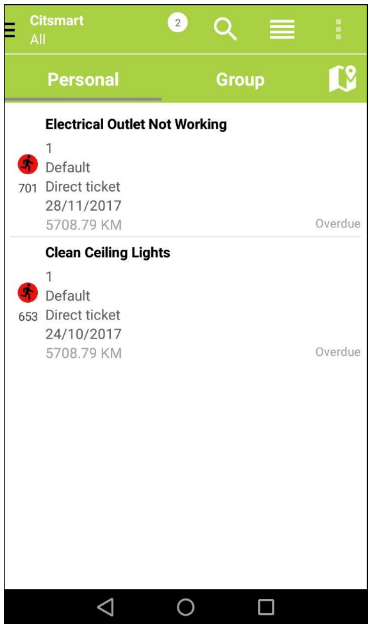 Citsmart
All
2
Personal
Group
Electrical Outlet Not Working
1
Default
701 Direct ticket
28/11/2017
5708.79 KM
Overdue
Clean Ceiling Lights
1
Default
653 Direct ticket
24/10/2017
5708.79 KM
Overdue